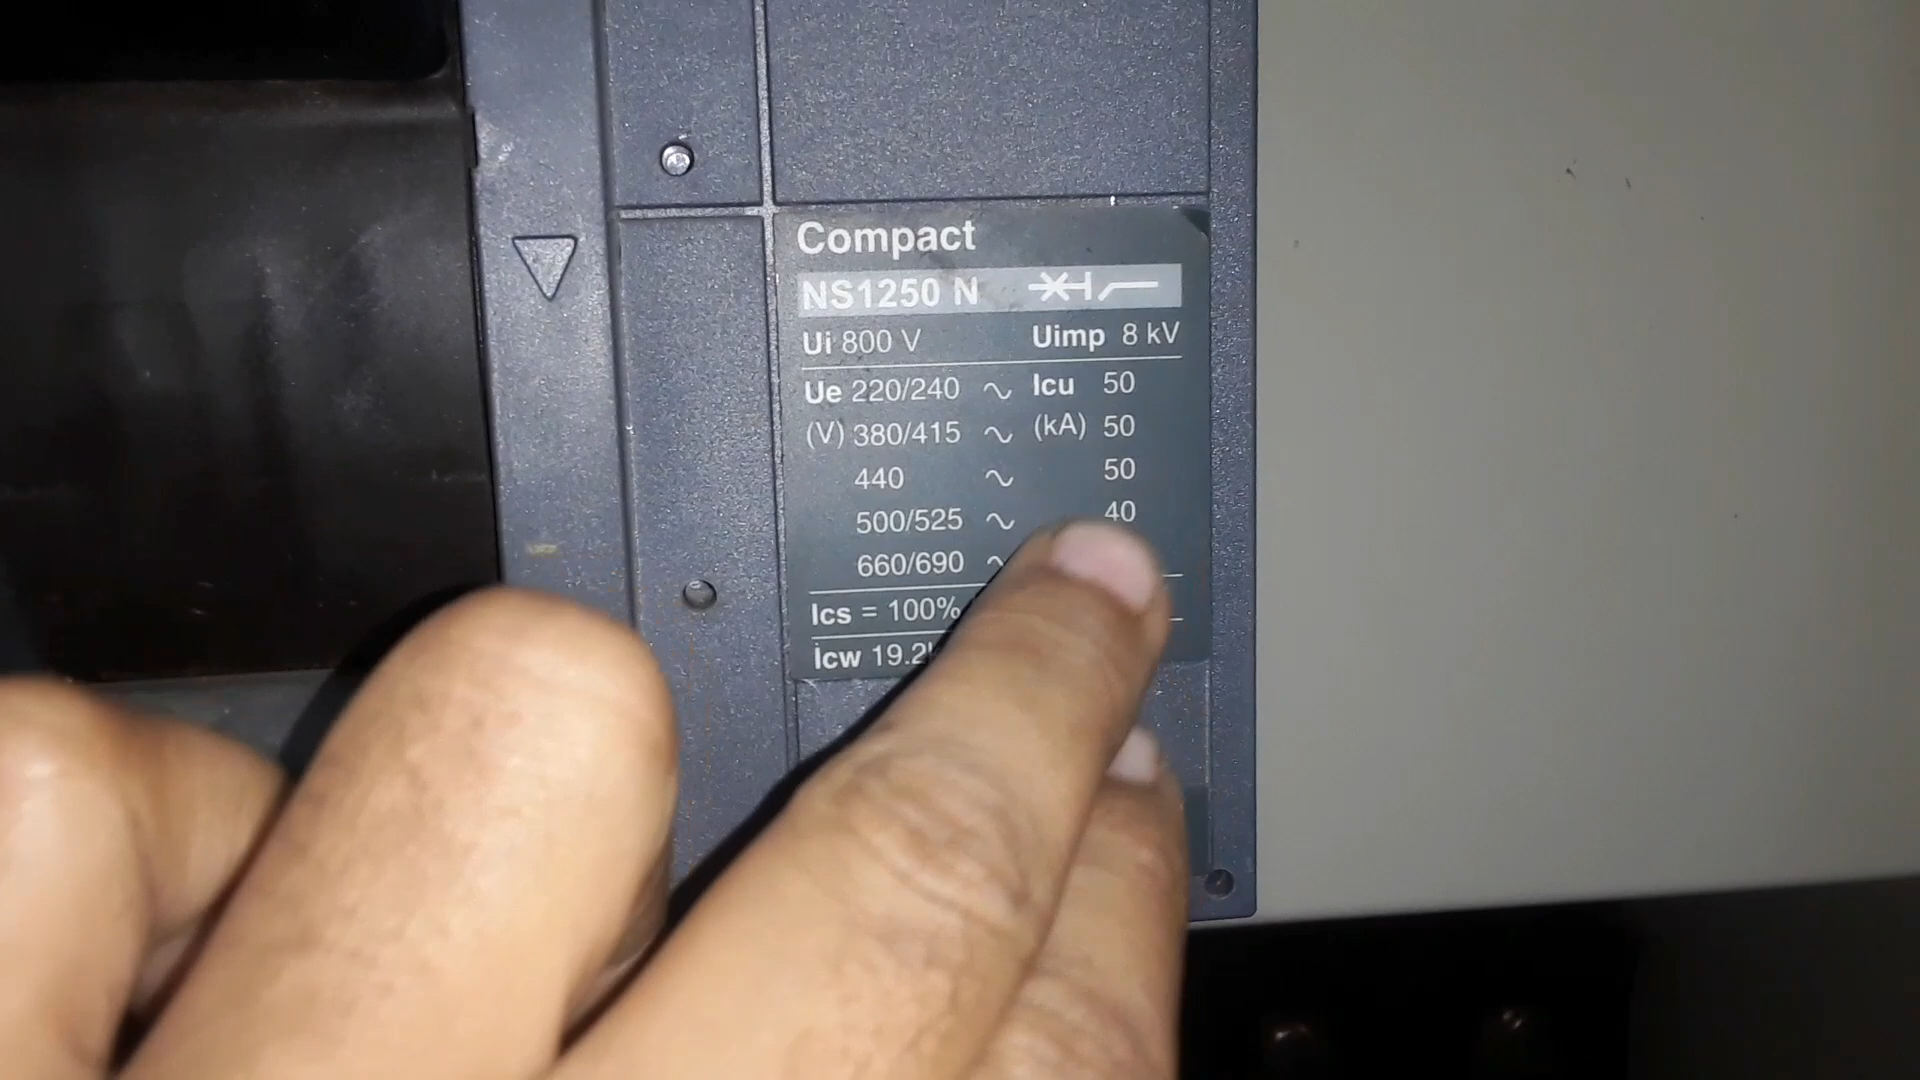 Compact
NS1250 N
Ui 800 V Uimp 8 kV
Ue 220/240 ~ Icu 50
(V) 380/415 ~ (kA) 50
440 ~ 50
500/525 ~ 40
660/690 ~
Ics = 100%
Icw 19.2